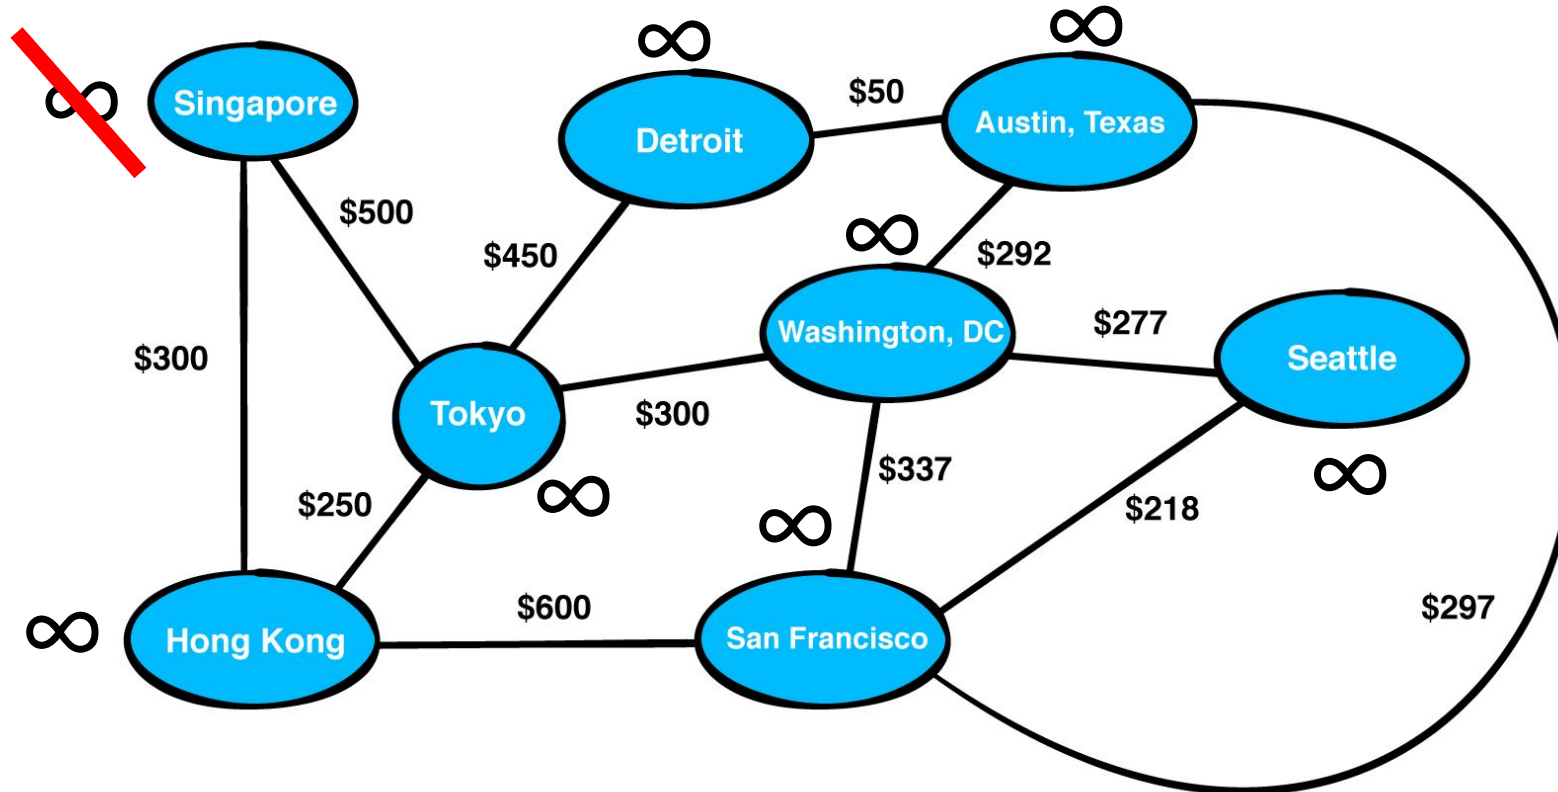 ∞
∞
∞
Singapore
$50
Austin, Texas
Detroit
$500
∞
$450
$292
$277
Washington, DC
$300
Seattle
Tokyo
$300
$337
∞
∞
$250
∞
$218
$600
$297
∞
Hong Kong
San Francisco